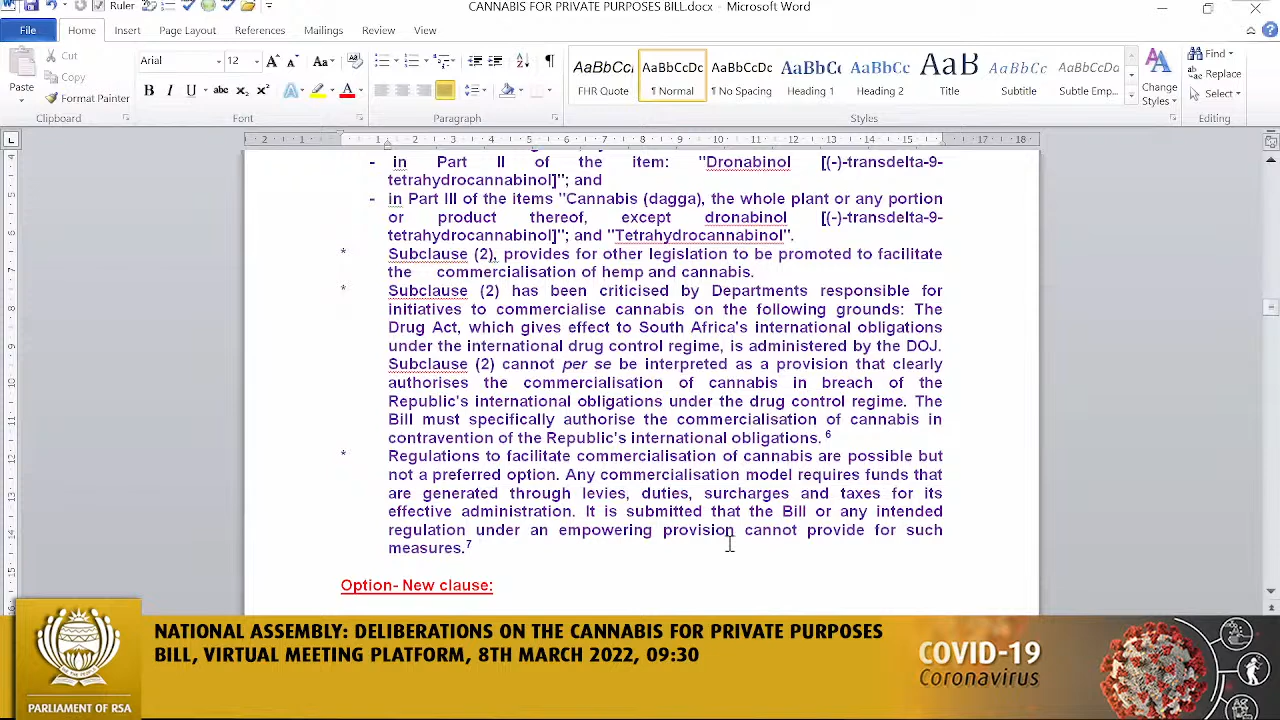 CANNABIS FOR PRIVATE PURPOSES BILL.docx - Microsoft Word
Ruler
File Home Insert Page Layout References Mailings Review View
Cut
Copy
Paste
Format Painter
Clipboard
Arial 12
Font
Paragraph
AaBbCcI AaBbCcDc AaBbCcDc AaBbCc AaBbCc AaB AaBbCcI AaBbCcDc
FHR Quote ¶ Normal ¶ No Spacing Heading 1 Heading 2 Title Subtitle Subtle Emp...
Change Styles
Styles
Find
Replace
Select
Editing
- in Part II of the item: "Dronabinol [(-)-transdelta-9-
tetrahydrocannabinol]"; and
- in Part III of the items "Cannabis (dagga), the whole plant or any portion
or product thereof, except dronabinol [(-)-transdelta-9-
tetrahydrocannabinol]"; and "Tetrahydrocannabinol".
* Subclause (2), provides for other legislation to be promoted to facilitate
the commercialisation of hemp and cannabis.
* Subclause (2) has been criticised by Departments responsible for
initiatives to commercialise cannabis on the following grounds: The
Drug Act, which gives effect to South Africa's international obligations
under the international drug control regime, is administered by the DOJ.
Subclause (2) cannot per se be interpreted as a provision that clearly
authorises the commercialisation of cannabis in breach of the
Republic's international obligations under the drug control regime. The
Bill must specifically authorise the commercialisation of cannabis in
contravention of the Republic's international obligations. 6
* Regulations to facilitate commercialisation of cannabis are possible but
not a preferred option. Any commercialisation model requires funds that
are generated through levies, duties, surcharges and taxes for its
effective administration. It is submitted that the Bill or any intended
regulation under an empowering provision cannot provide for such
measures.7
Option- New clause:
NATIONAL ASSEMBLY: DELIBERATIONS ON THE CANNABIS FOR PRIVATE PURPOSES
BILL, VIRTUAL MEETING PLATFORM, 8TH MARCH 2022, 09:30
PARLIAMENT OF RSA
COVID-19
Coronavirus